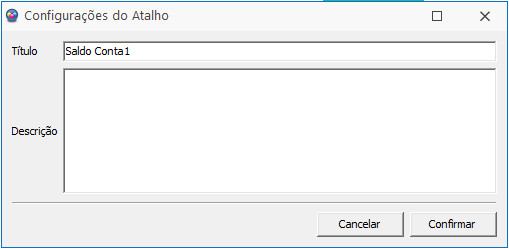 Configurações do Atalho
Título
Saldo Conta1
Descrição
Cancelar
Confirmar